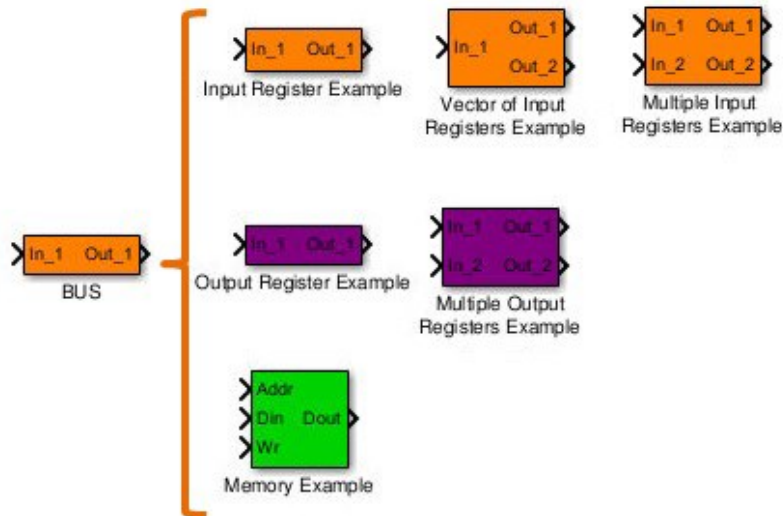 In_1 Out_1
Input Register Example
In_1
Out_1
Out_2
Vector of Input
Registers Example
In_1 Out_1
In_2 Out_2
Multiple Input
Registers Example
In_1 Out_1
BUS
In_1 Out_1
Output Register Example
In_1 Out_1
In_2 Out_2
Multiple Output
Registers Example
Addr
Din Dout
Wr
Memory Example